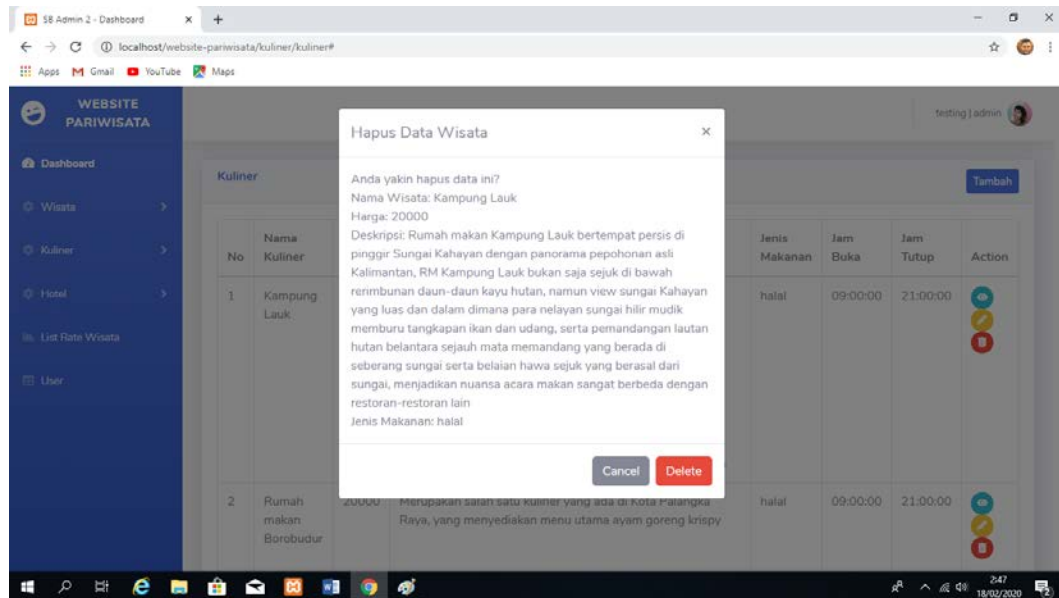 SB Admin 2 - Dashboard
localhost/website-pariwisata/kuliner/kuliner#
Apps Gmail YouTube Maps
WEBSITE
PARIWISATA
testing | admin
Dashboard
Wisata
Kuliner
Hotel
List Rate Wisata
User
Kuliner
Tambah
Hapus Data Wisata
Anda yakin hapus data ini?
Nama Wisata: Kampung Lauk
Harga: 20000
Deskripsi: Rumah makan Kampung Lauk bertempat persis di
pinggir Sungai Kahayan dengan panorama pepohonan asli
Kalimantan, RM Kampung Lauk bukan saja sejuk di bawah
rerimbunan daun-daun kayu hutan, namun view sungai Kahayan
yang luas dan dalam dimana para nelayan sungai hilir mudik
memburu tangkapan ikan dan udang, serta pemandangan lautan
hutan belantara sejauh mata memandang yang berada di
seberang sungai serta belaian hawa sejuk yang berasal dari
sungai, menjadikan nuansa acara makan sangat berbeda dengan
restoran-restoran lain
Jenis Makanan: halal
Cancel Delete
No
Nama
Kuliner
Jenis
Makanan
Jam
Buka
Jam
Tutup
Action
1
Kampung
Lauk
halal 09:00:00 21:00:00
2
Rumah
makan
Borobudur
20000
Merupakan salah satu kuliner yang ada di Kota Palangka
Raya, yang menyediakan menu utama ayam goreng krispy
halal 09:00:00 21:00:00
2:47
18/02/2020